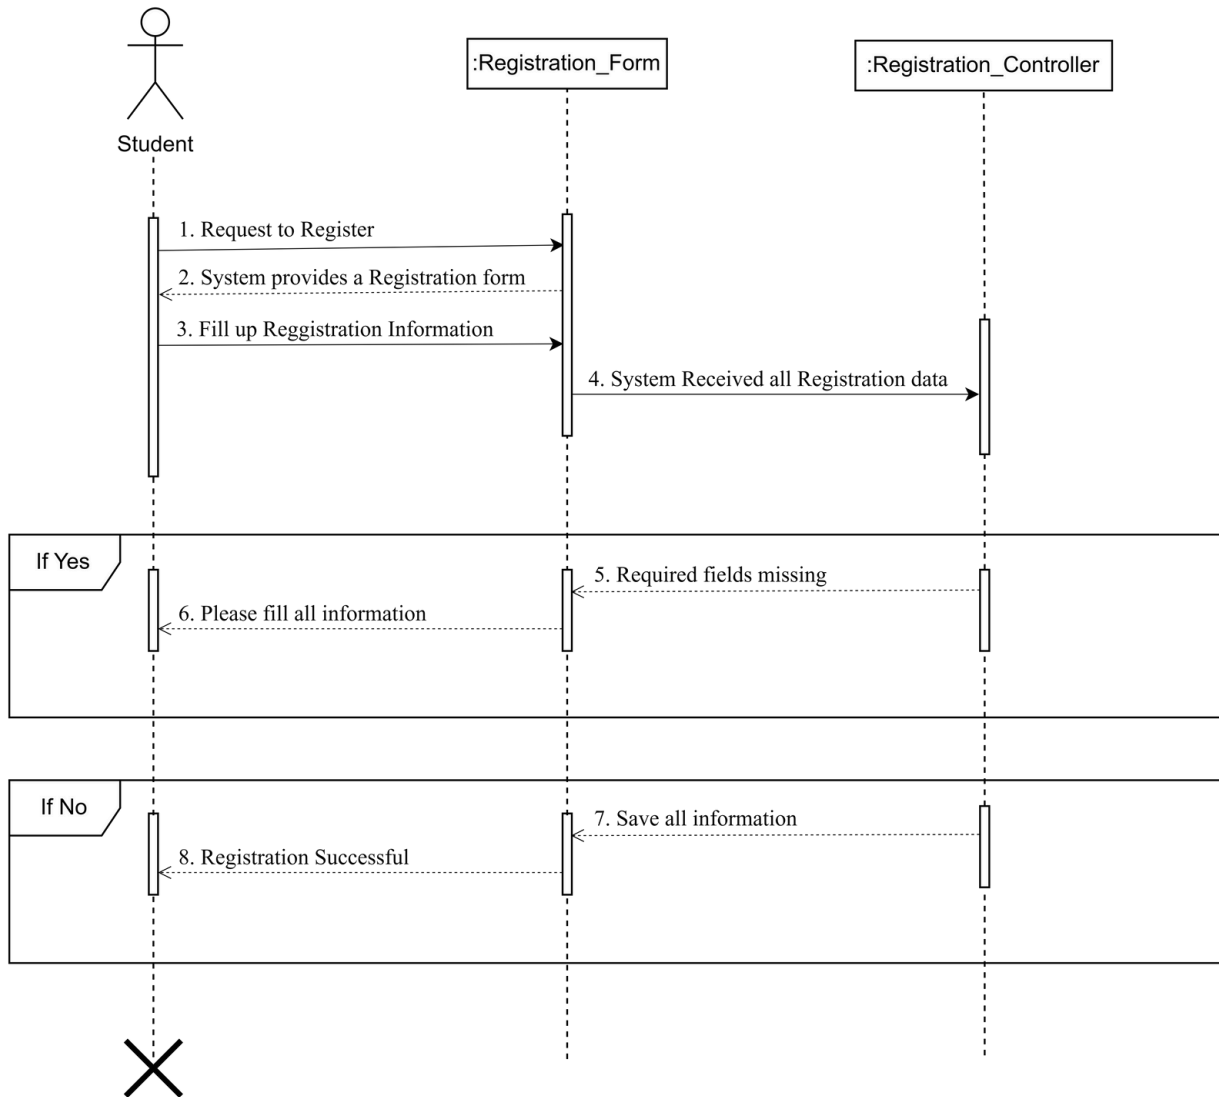 :Registration_Form
:Registration_Controller
Student
1. Request to Register
2. System provides a Registration form
3. Fill up Reggistration Information
4. System Received all Registration data
If Yes
5. Required fields missing
6. Please fill all information
If No
7. Save all information
8. Registration Successful